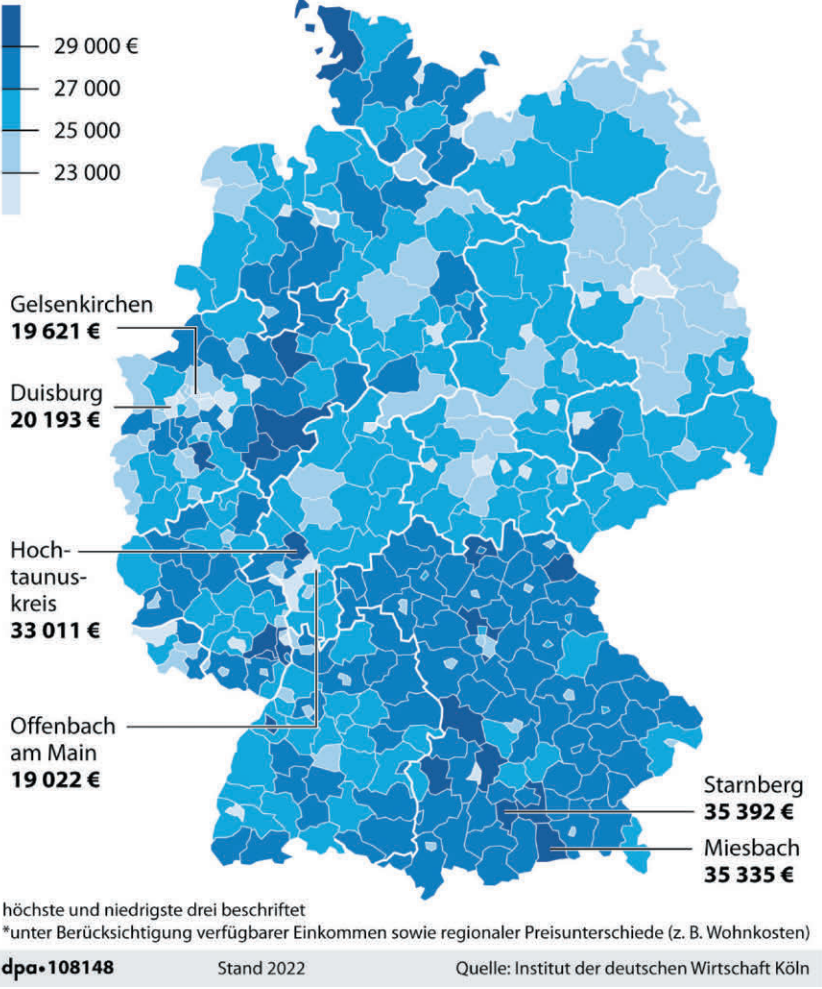 29 000 €
27 000
25 000
23 000
Gelsenkirchen
19 621 €
Duisburg
20 193 €
Hoch-
taunus-
kreis
33 011 €
Offenbach
am Main
19 022 €
Starnberg
35 392 €
Miesbach
35 335 €
höchste und niedrigste drei beschriftet
*unter Berücksichtigung verfügbarer Einkommen sowie regionaler Preisunterschiede (z. B. Wohnkosten)
dpa•108148 Stand 2022 Quelle: Institut der deutschen Wirtschaft Köln